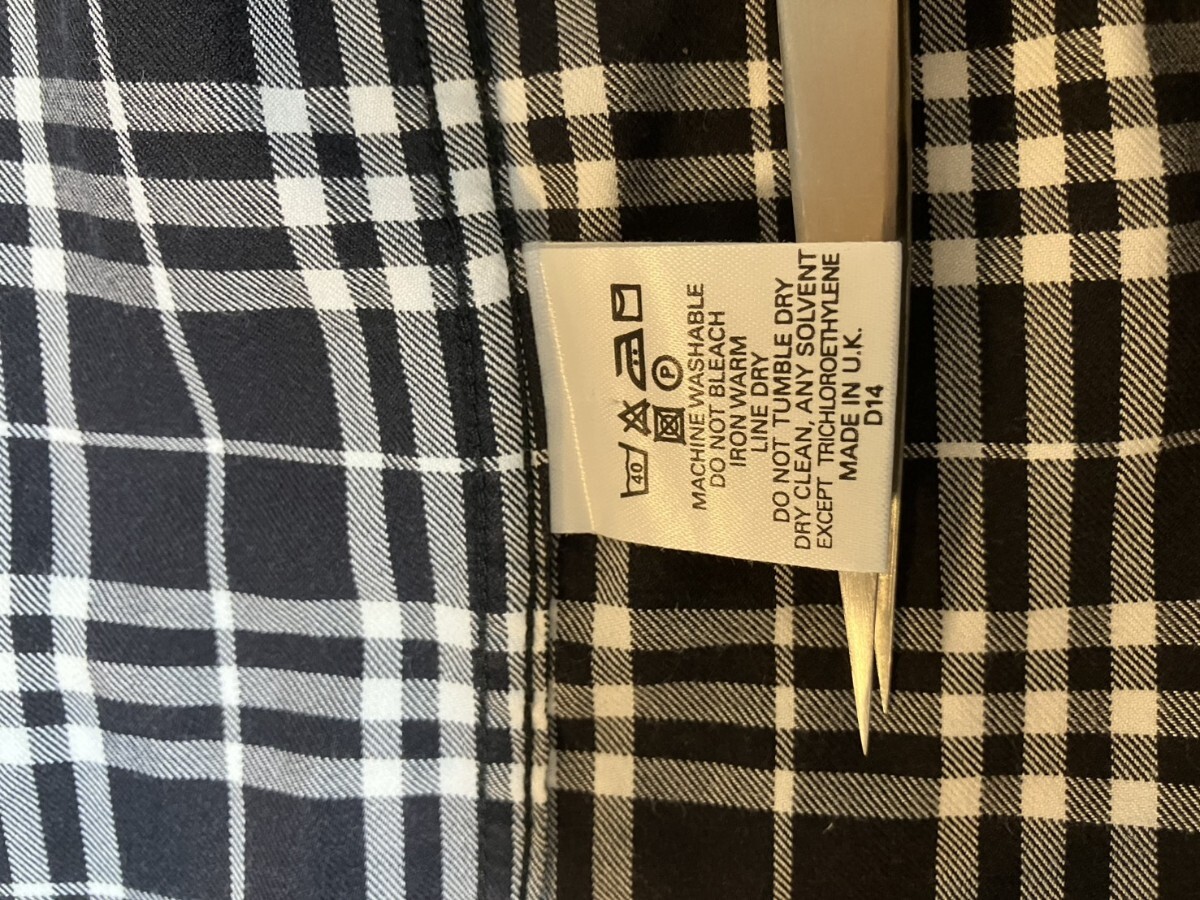 40
P
MACHINE WASHABLE
DO NOT BLEACH
IRON WARM
LINE DRY
DO NOT TUMBLE DRY
DRY CLEAN, ANY SOLVENT
EXCEPT TRICHLOROETHYLENE
MADE IN U.K.
D14